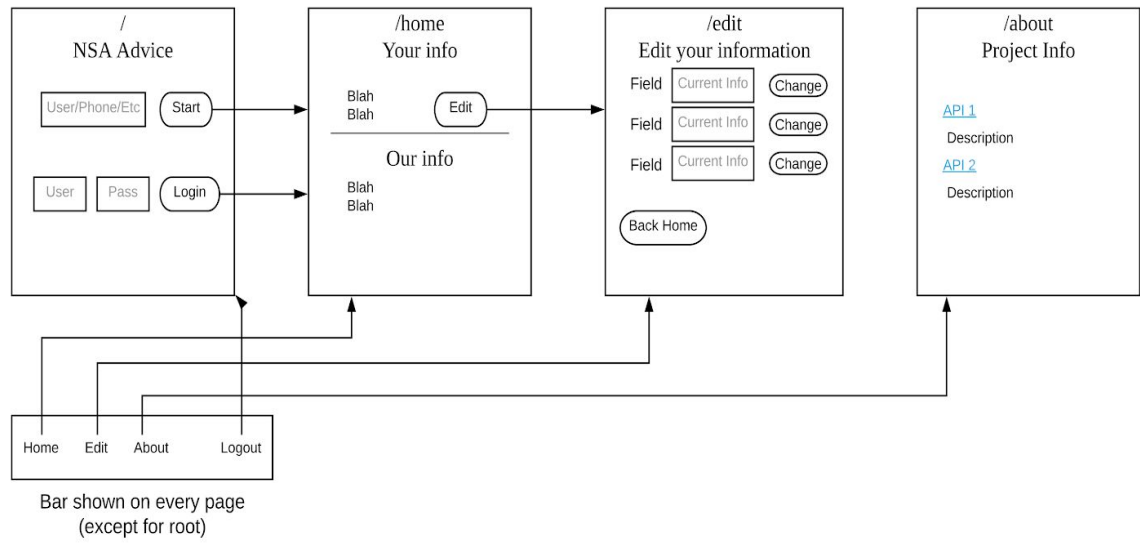 /
NSA Advice
User/Phone/Etc
Start
User
Pass
Login
/home
Your info
Blah
Blah
Edit
Our info
Blah
Blah
/edit
Edit your information
Field Current Info Change
Field Current Info Change
Field Current Info Change
Back Home
/about
Project Info
API 1
Description
API 2
Description
Home Edit About Logout
Bar shown on every page
(except for root)